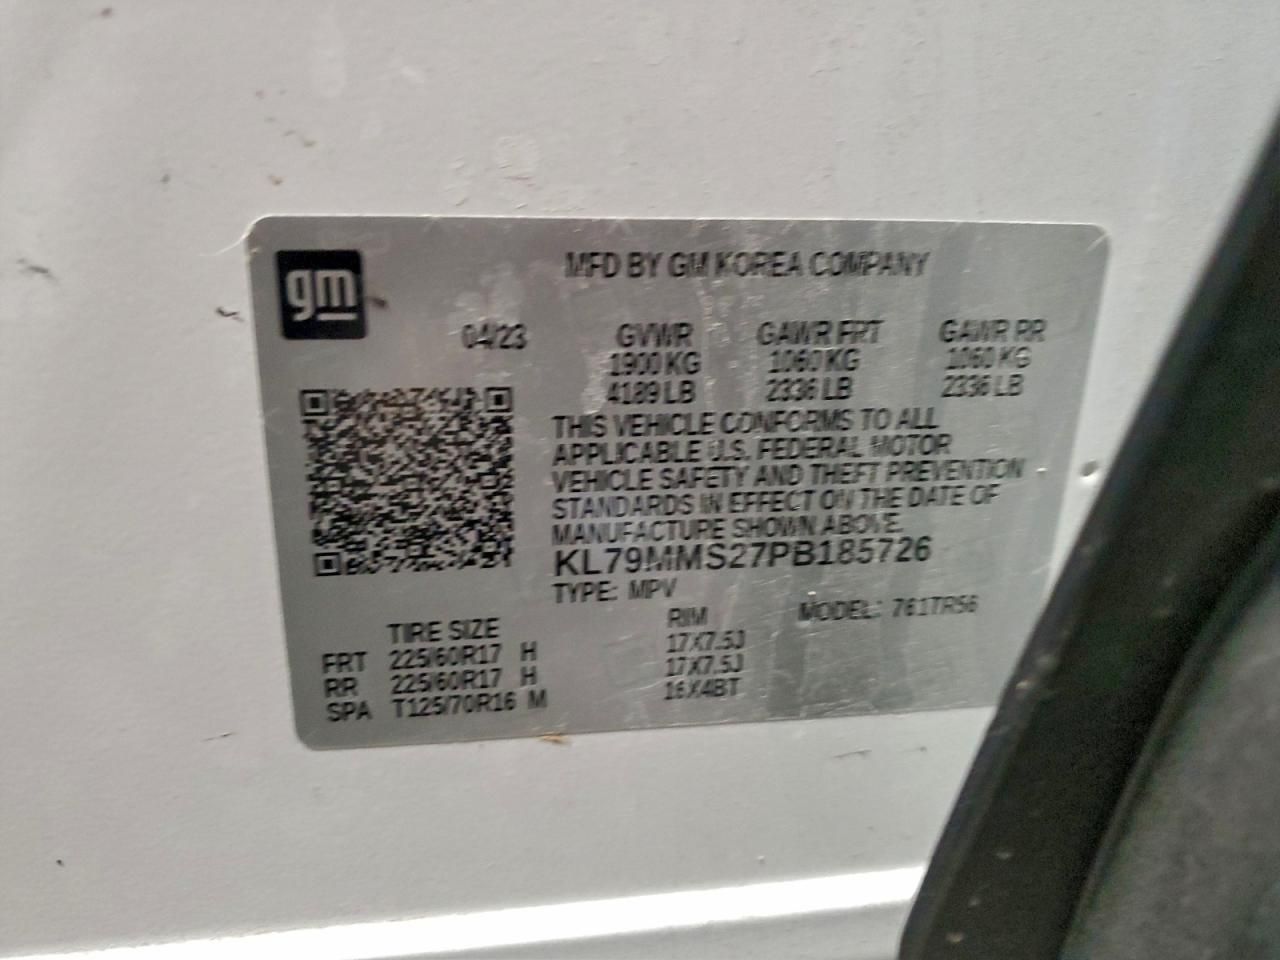 gm
MFD BY GM KOREA COMPANY
04/23 GVWR GAWR FRT GAWR RR
1900 KG 1060 KG 1060 KG
4189 LB 2336 LB 2336 LB
THIS VEHICLE CONFORMS TO ALL
APPLICABLE U.S. FEDERAL MOTOR
VEHICLE SAFETY AND THEFT PREVENTION
STANDARDS IN EFFECT ON THE DATE OF
MANUFACTURE SHOWN ABOVE.
KL79MMS27PB185726
TYPE: MPV
MODEL: 761TR56
TIRE SIZE RIM
FRT 225/60R17 H 17X7.5J
RR 225/60R17 H 17X7.5J
SPA T125/70R16 M 16X4BT